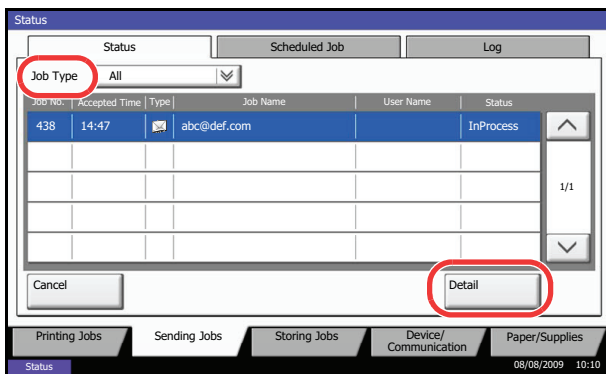 Status
Status Scheduled Job Log
Job Type All
Job No. Accepted Time Type Job Name User Name Status
438 14:47 abc@def.com InProcess
1/1
Cancel Detail
Printing Jobs Sending Jobs Storing Jobs Device/ Paper/Supplies
Communication
Status 08/08/2009 10:10